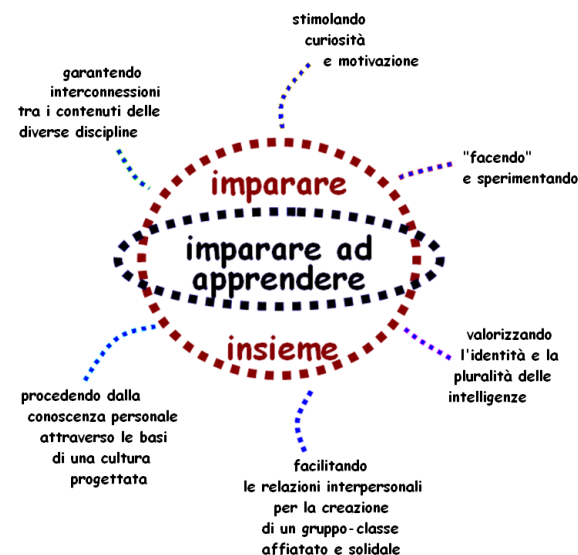 stimolando
curiosità
e motivazione
garantendo
interconnessioni
tra i contenuti delle
diverse discipline
"facendo"
e sperimentando
imparare
imparare ad
apprendere
insieme
valorizzando
l'identità e la
pluralità delle
intelligenze
procedendo dalla
conoscenza personale
attraverso le basi
di una cultura
progettata
facilitando
le relazioni interpersonali
per la creazione
di un gruppo-classe
affiatato e solidale